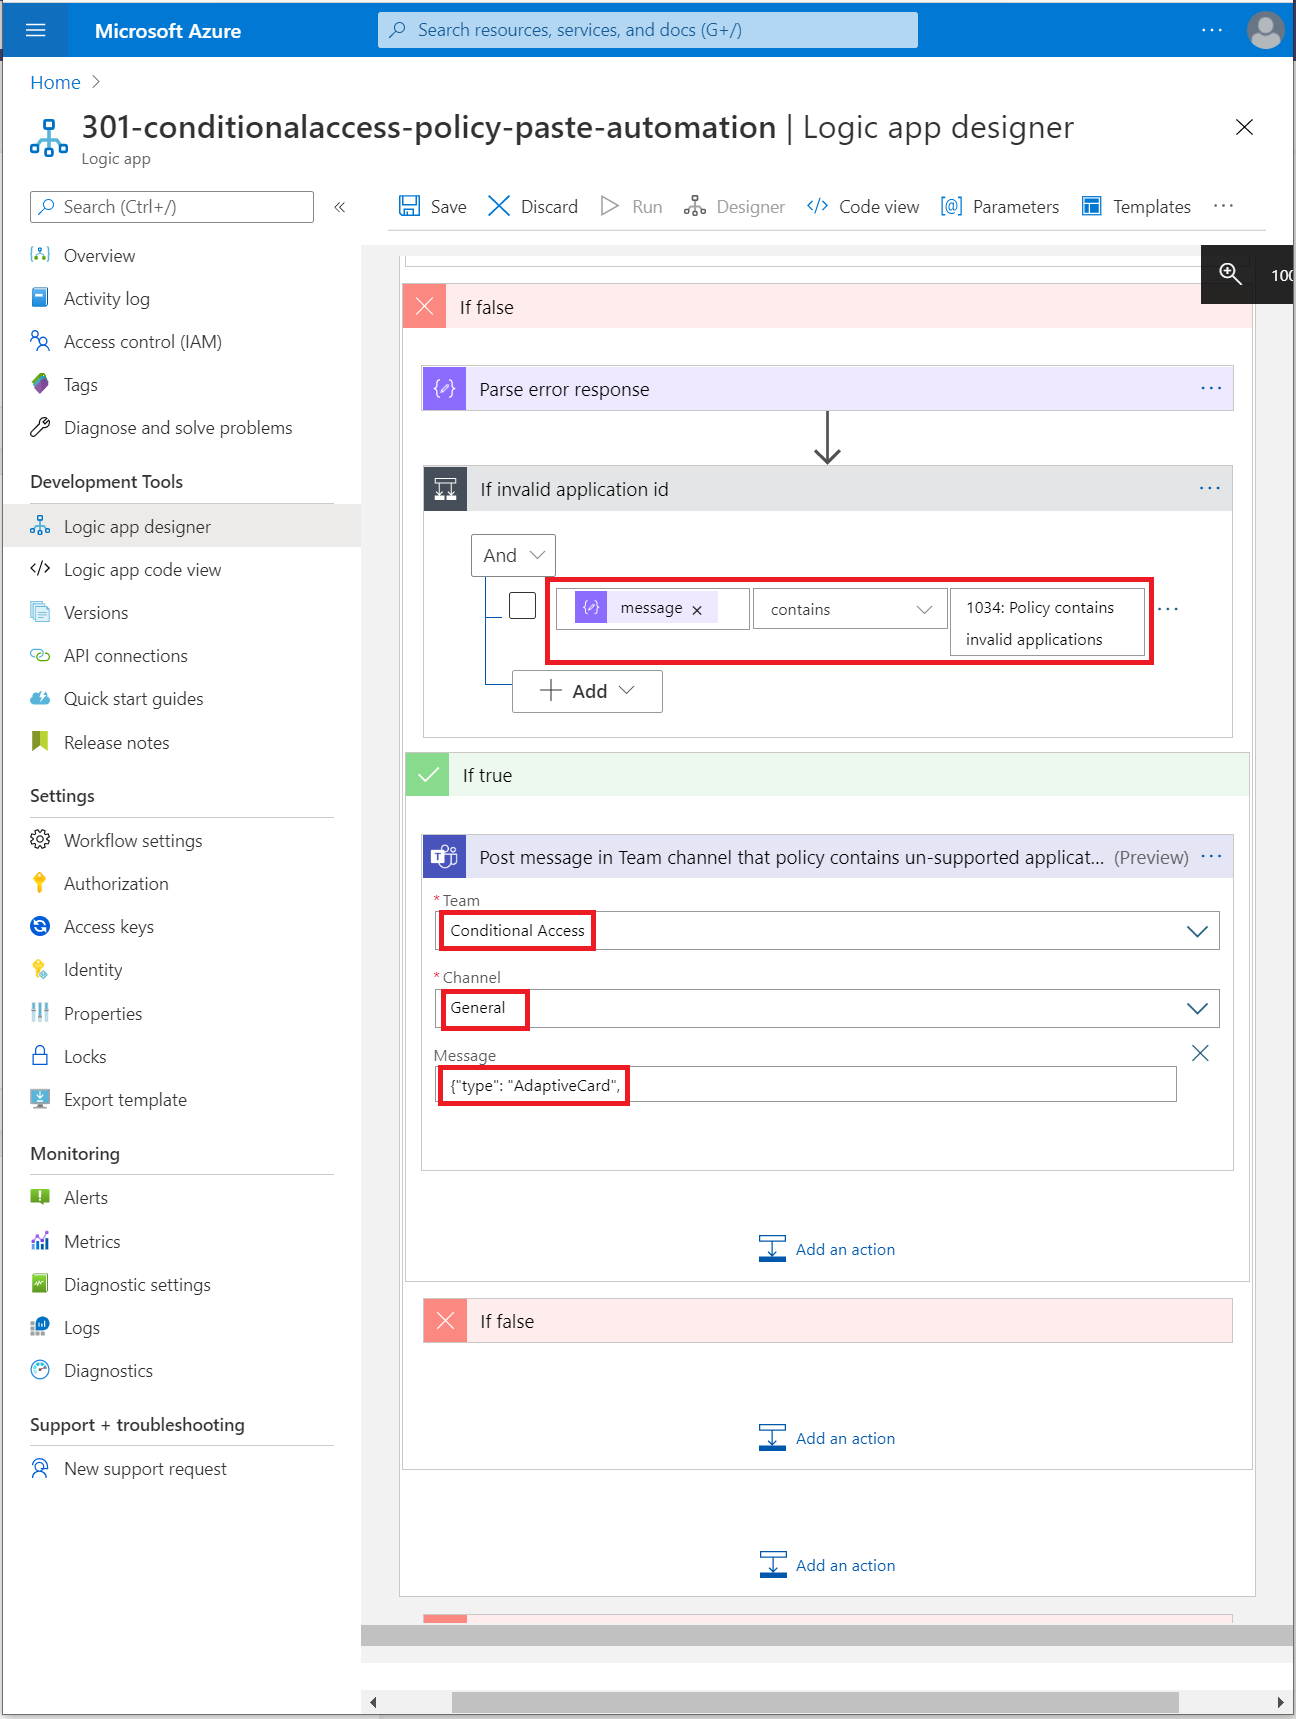 Microsoft Azure
Search resources, services, and docs (G+/)
Home
301-conditionalaccess-policy-paste-automation | Logic app designer
Logic app
Search (Ctrl+/)
Overview
Activity log
Access control (IAM)
Tags
Diagnose and solve problems
Development Tools
Logic app designer
Logic app code view
Versions
API connections
Quick start guides
Release notes
Settings
Workflow settings
Authorization
Access keys
Identity
Properties
Locks
Export template
Monitoring
Alerts
Metrics
Diagnostic settings
Logs
Diagnostics
Support + troubleshooting
New support request
Save Discard Run Designer Code view Parameters Templates
100
If false
Parse error response
If invalid application id
And
message contains 1034: Policy contains
invalid applications
Add
If true
Post message in Team channel that policy contains un-supported applicat... (Preview)
* Team
Conditional Access
* Channel
General
Message
{"type": "AdaptiveCard",
Add an action
If false
Add an action
Add an action